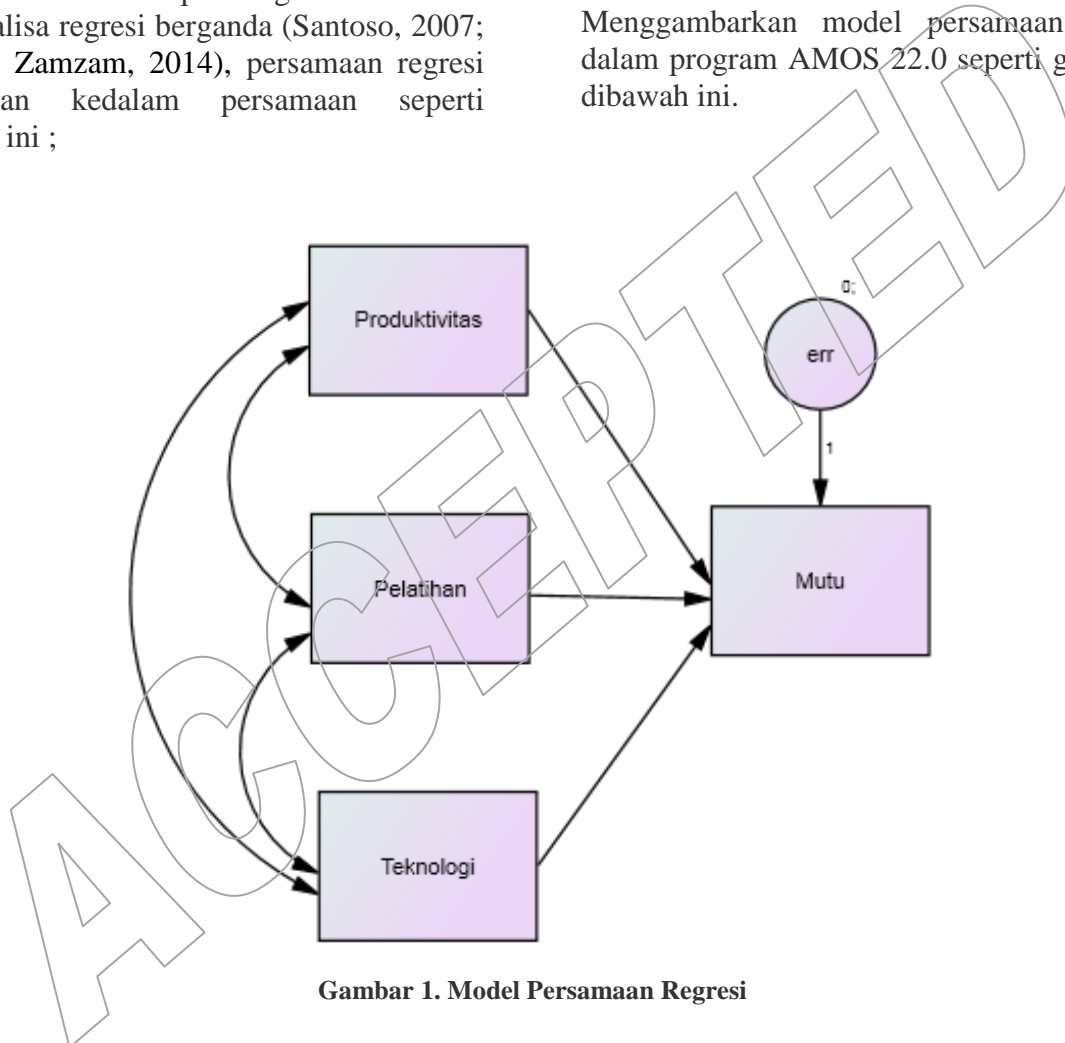 alisa regresi berganda (Santoso, 2007;
Zamzam, 2014), persamaan regresi
an kedalam persamaan seperti
ini ;
Menggambarkan model persamaan
dalam program AMOS 22.0 seperti g
dibawah ini.
Produktivitas
0;
err
1
Pelatihan
Mutu
Teknologi
ACCEPTED
Gambar 1. Model Persamaan Regresi